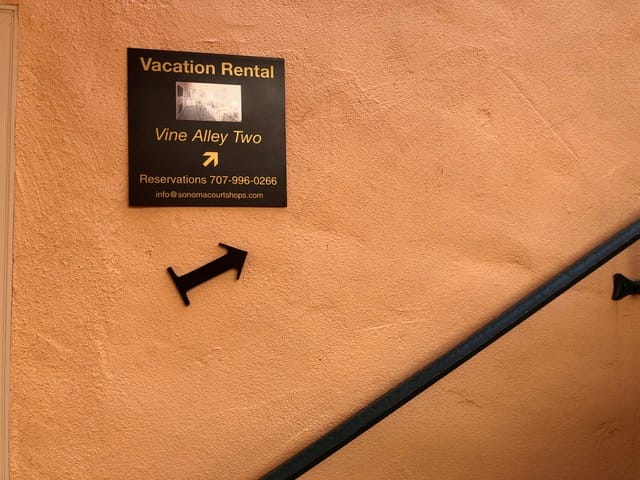 Vacation Rental
Vine Alley Two
Reservations 707-996-0266
info@sonomacourtshops.com